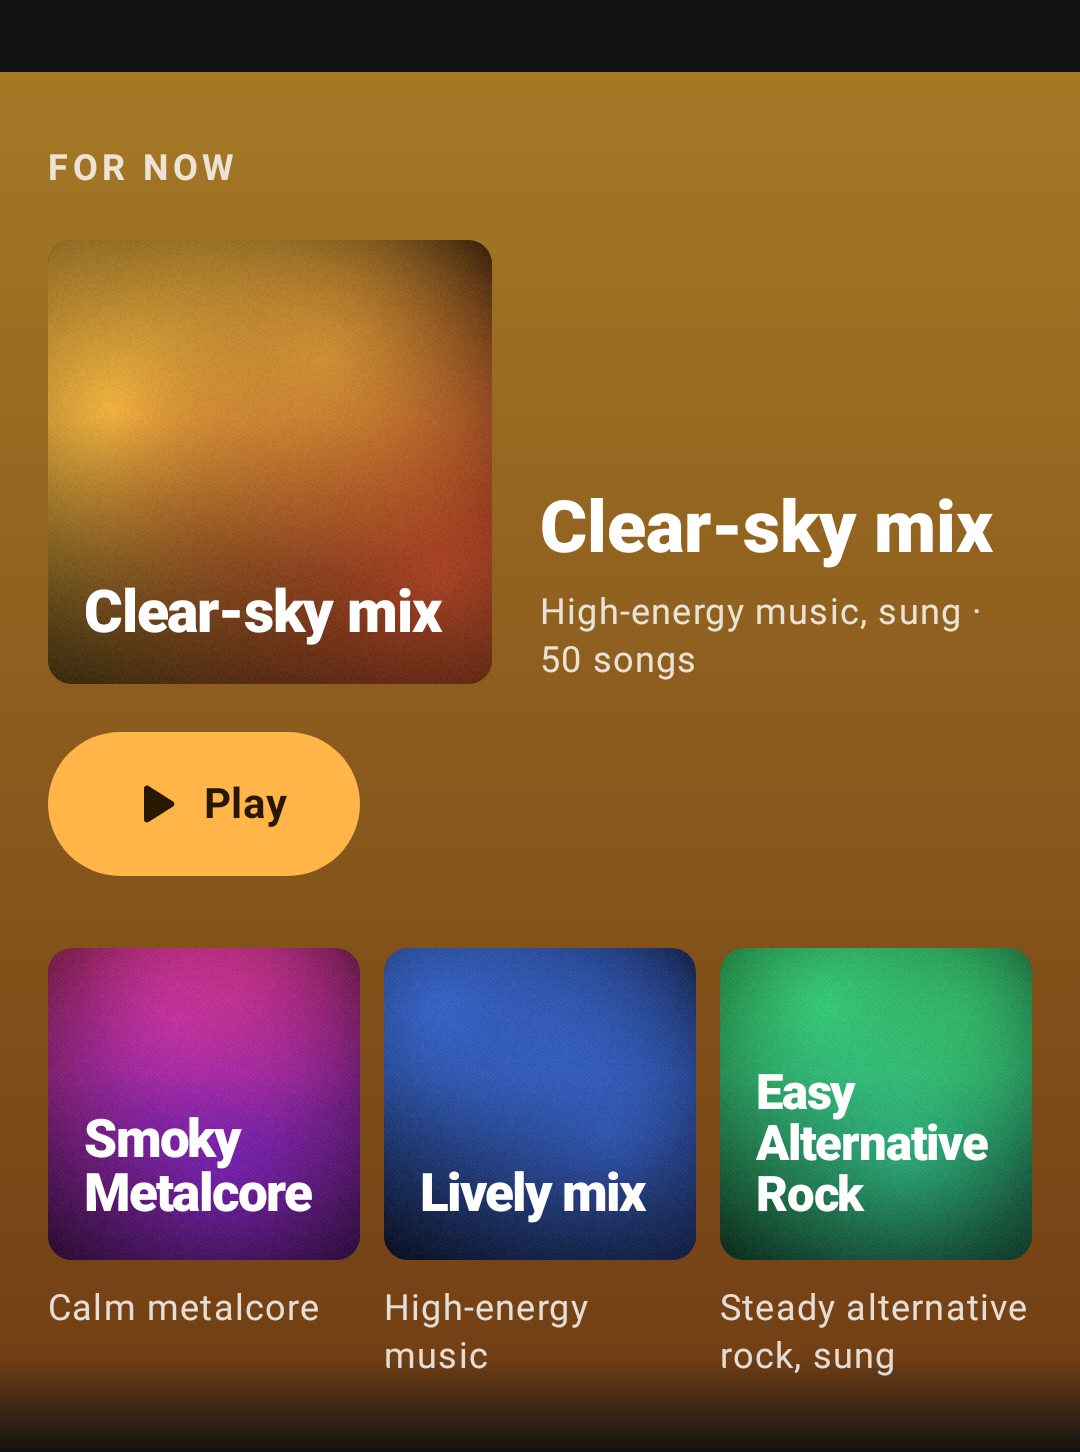 FOR NOW
Clear-sky mix
Clear-sky mix
High-energy music, sung ·
50 songs
Play
Smoky
Metalcore
Lively mix
Easy
Alternative
Rock
Calm metalcore
High-energy
music
Steady alternative
rock, sung